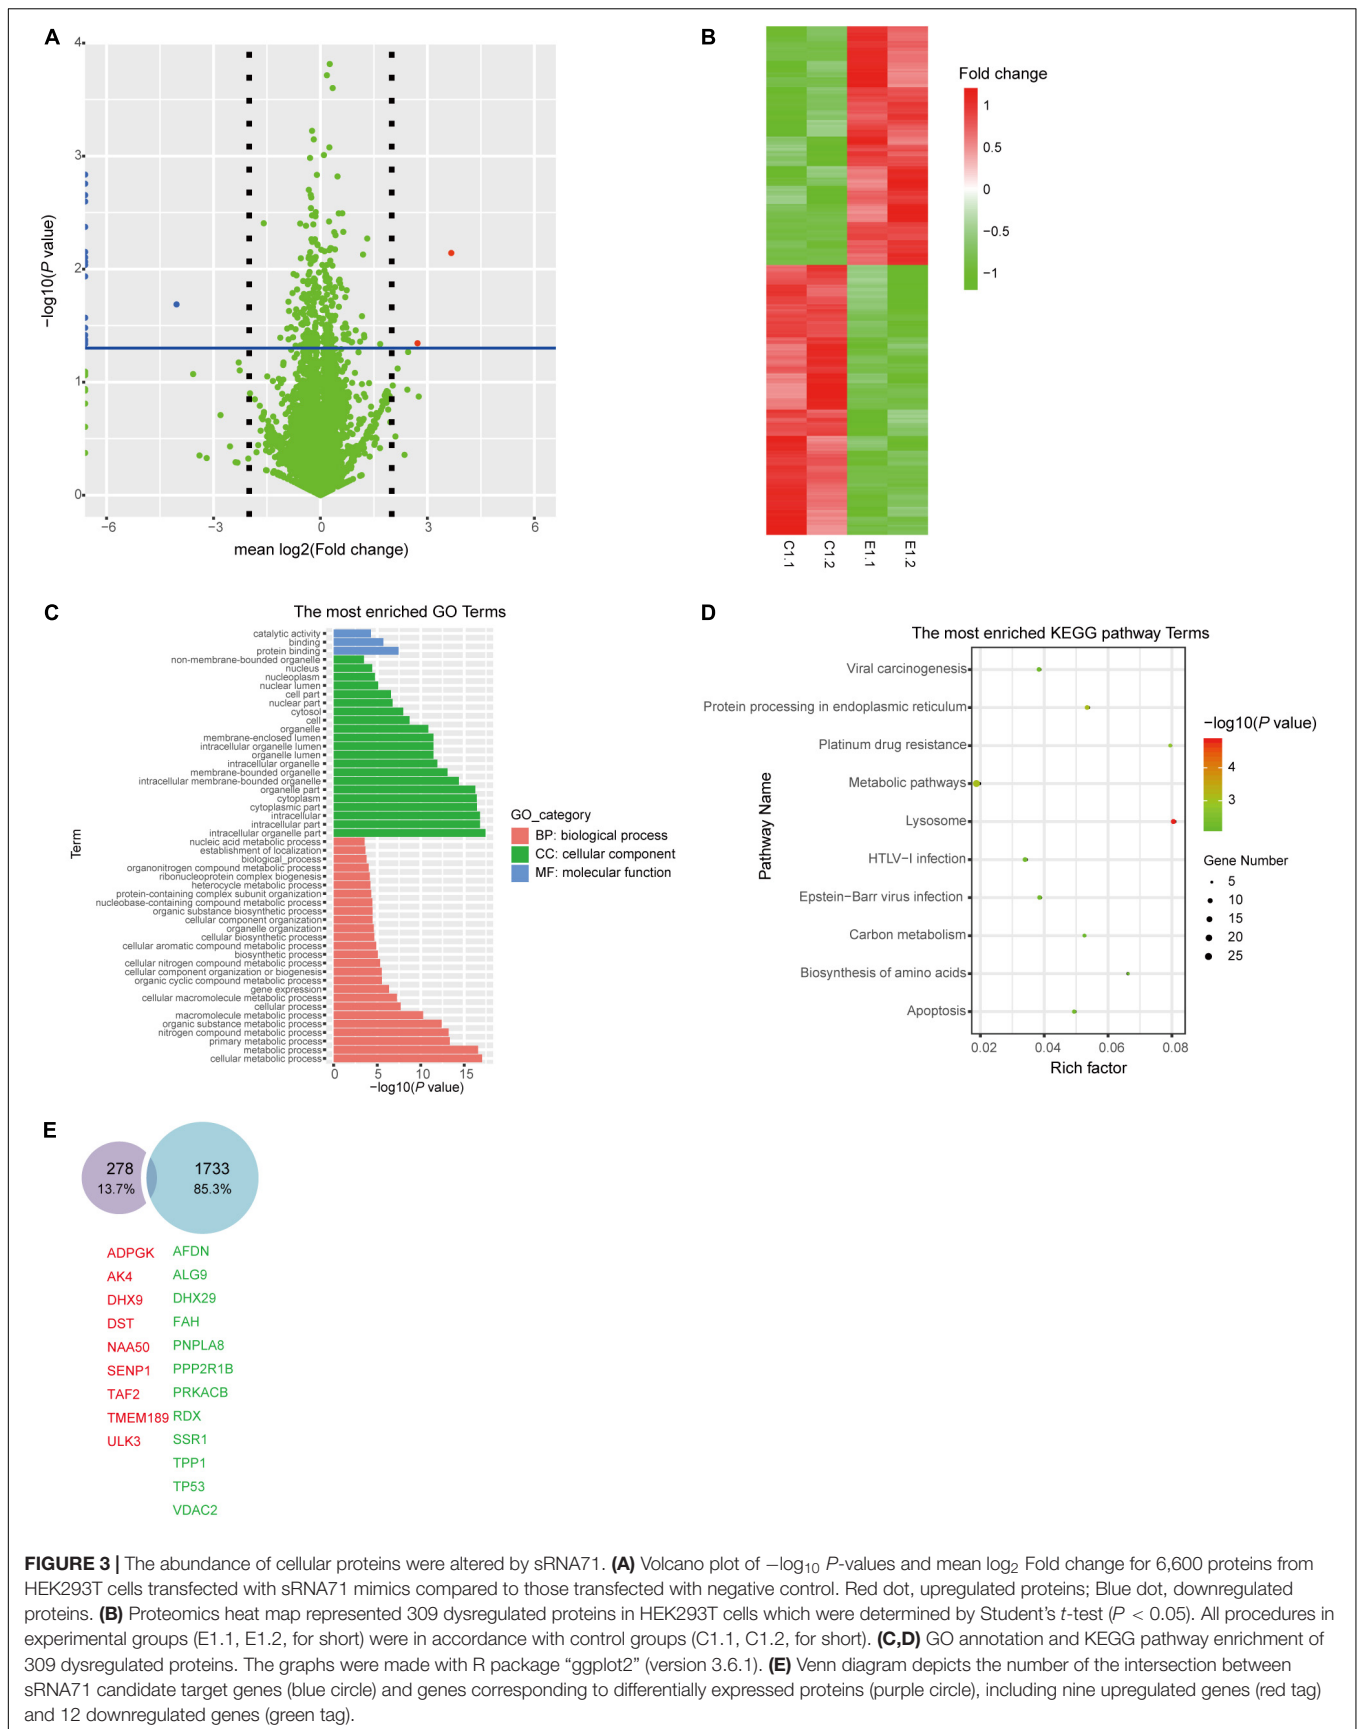 A
4
3
2
1
0
−log10(P value)
−6
−3
0
3
6
mean log2(Fold change)
B
Fold change
1
0.5
0
−0.5
−1
C1.1
C1.2
E1.1
E1.2
C
The most enriched GO Terms
catalytic activity
binding
protein binding
non-membrane-bounded organelle
nucleus
nucleoplasm
nuclear lumen
cell part
nuclear part
cytosol
cell
organelle
membrane-enclosed lumen
intracellular organelle lumen
organelle lumen
intracellular organelle
membrane-bounded organelle
intracellular membrane-bounded organelle
organelle part
cytoplasm
cytoplasmic part
intracellular
intracellular part
intracellular organelle part
nucleic acid metabolic process
establishment of localization
biological_process
organonitrogen compound metabolic process
ribonucleoprotein complex biogenesis
heterocycle metabolic process
protein-containing complex subunit organization
nucleobase-containing compound metabolic process
organic substance biosynthetic process
cellular component organization
organelle organization
cellular biosynthetic process
cellular aromatic compound metabolic process
biosynthetic process
cellular nitrogen compound metabolic process
cellular component organization or biogenesis
organic cyclic compound metabolic process
gene expression
cellular macromolecule metabolic process
cellular process
macromolecule metabolic process
organic substance metabolic process
nitrogen compound metabolic process
primary metabolic process
metabolic process
cellular metabolic process
Term
0
5
10
15
−log10(P value)
GO_category
BP: biological process
CC: cellular component
MF: molecular function
D
The most enriched KEGG pathway Terms
Viral carcinogenesis
Protein processing in endoplasmic reticulum
Platinum drug resistance
Metabolic pathways
Lysosome
HTLV−I infection
Epstein−Barr virus infection
Carbon metabolism
Biosynthesis of amino acids
Apoptosis
Pathway Name
0.02
0.04
0.06
0.08
Rich factor
−log10(P value)
4
3
Gene Number
5
10
15
20
25
E
278
13.7%
1733
85.3%
ADPGK
AK4
DHX9
DST
NAA50
SENP1
TAF2
TMEM189
ULK3
AFDN
ALG9
DHX29
FAH
PNPLA8
PPP2R1B
PRKACB
RDX
SSR1
TPP1
TP53
VDAC2
FIGURE 3 | The abundance of cellular proteins were altered by sRNA71. (A) Volcano plot of −log10 P-values and mean log2 Fold change for 6,600 proteins from
HEK293T cells transfected with sRNA71 mimics compared to those transfected with negative control. Red dot, upregulated proteins; Blue dot, downregulated
proteins. (B) Proteomics heat map represented 309 dysregulated proteins in HEK293T cells which were determined by Student's t-test (P < 0.05). All procedures in
experimental groups (E1.1, E1.2, for short) were in accordance with control groups (C1.1, C1.2, for short). (C,D) GO annotation and KEGG pathway enrichment of
309 dysregulated proteins. The graphs were made with R package “ggplot2” (version 3.6.1). (E) Venn diagram depicts the number of the intersection between
sRNA71 candidate target genes (blue circle) and genes corresponding to differentially expressed proteins (purple circle), including nine upregulated genes (red tag)
and 12 downregulated genes (green tag).